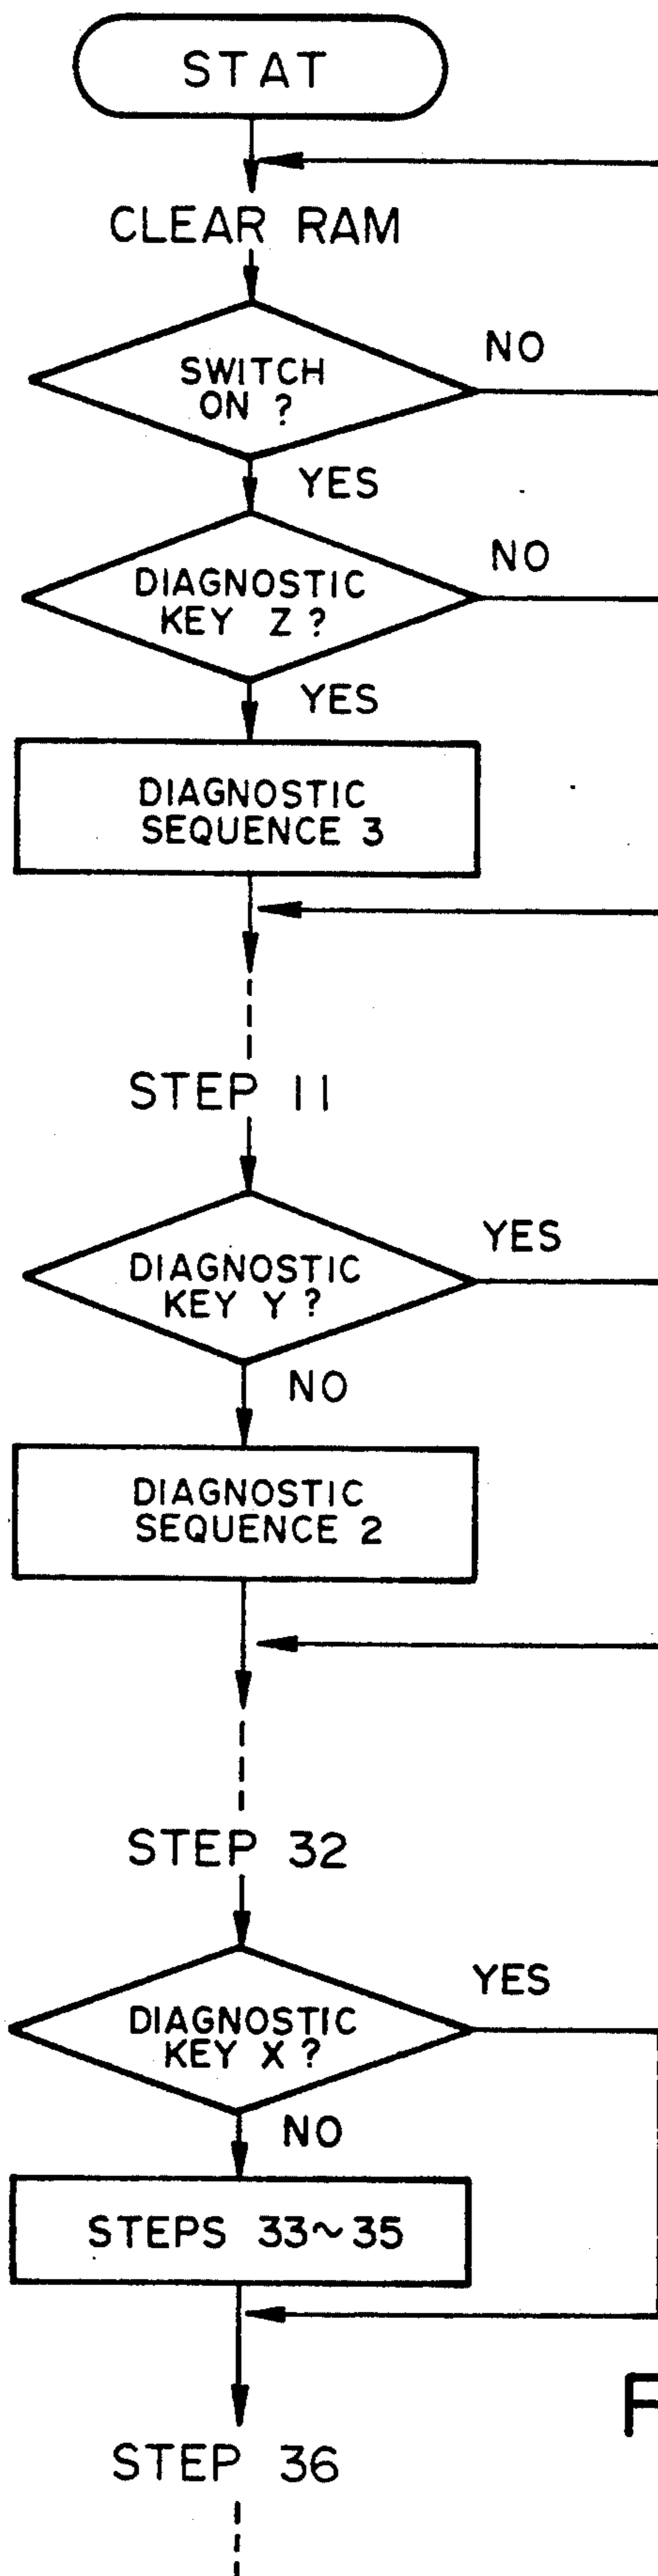 STAT
CLEAR RAM
SWITCH
ON ?
NO
YES
DIAGNOSTIC
KEY Z ?
NO
YES
DIAGNOSTIC
SEQUENCE 3
STEP 11
DIAGNOSTIC
KEY Y ?
YES
NO
DIAGNOSTIC
SEQUENCE 2
STEP 32
DIAGNOSTIC
KEY X ?
YES
NO
STEPS 33~35
F
STEP 36